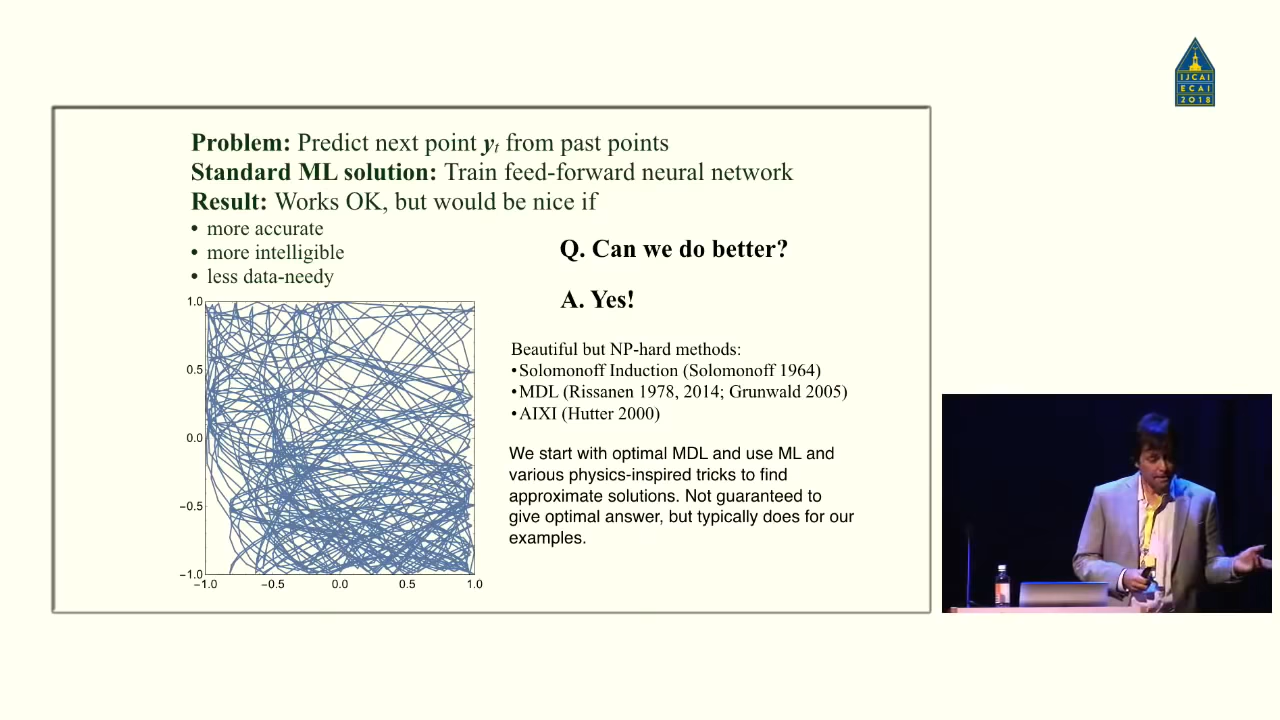 IJCAI
ECAI
2018
Problem: Predict next point yt from past points
Standard ML solution: Train feed-forward neural network
Result: Works OK, but would be nice if
• more accurate
• more intelligible
• less data-needy
Q. Can we do better?
A. Yes!
1.0
0.5
0.0
−0.5
−1.0
−1.0 −0.5 0.0 0.5 1.0
Beautiful but NP-hard methods:
•Solomonoff Induction (Solomonoff 1964)
•MDL (Rissanen 1978, 2014; Grunwald 2005)
•AIXI (Hutter 2000)
We start with optimal MDL and use ML and
various physics-inspired tricks to find
approximate solutions. Not guaranteed to
give optimal answer, but typically does for our
examples.